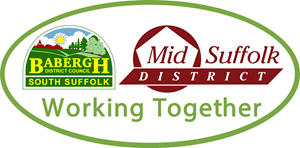 BABERGH
DISTRICT COUNCIL
SOUTH SUFFOLK
Mid Suffolk
DISTRICT
Working Together